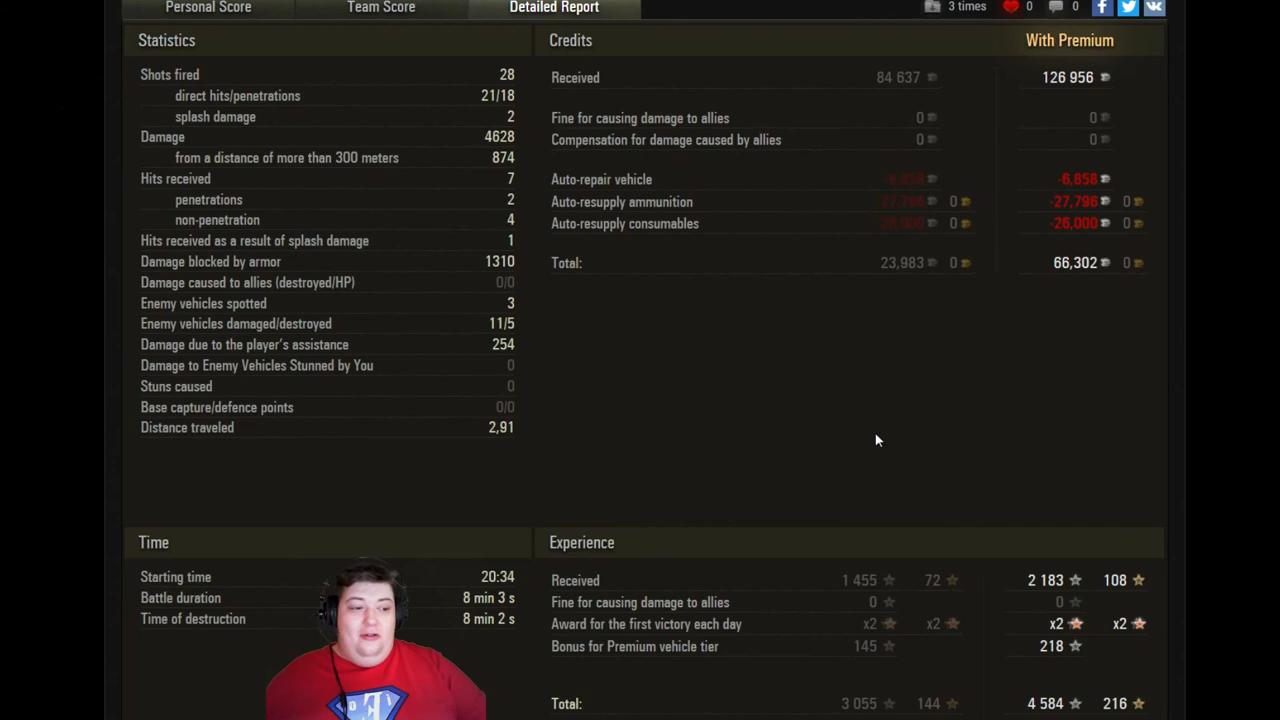 Personal Score Team Score Detailed Report 3 times 0 0
Statistics Credits With Premium
Shots fired 28
direct hits/penetrations 21/18
splash damage 2
Damage 4628
from a distance of more than 300 meters 874
Hits received 7
penetrations 2
non-penetration 4
Hits received as a result of splash damage 1
Damage blocked by armor 1310
Damage caused to allies (destroyed/HP) 0/0
Enemy vehicles spotted 3
Enemy vehicles damaged/destroyed 11/5
Damage due to the player's assistance 254
Damage to Enemy Vehicles Stunned by You 0
Stuns caused 0
Base capture/defence points 0/0
Distance traveled 2,91
Received 84 637 126 956
Fine for causing damage to allies 0 0
Compensation for damage caused by allies 0 0
Auto-repair vehicle -6,858 -6,858
Auto-resupply ammunition -27,796 0 -27,796 0
Auto-resupply consumables -26,000 0 -26,000 0
Total: 23,983 0 66,302 0
Time
Starting time 20:34
Battle duration 8 min 3 s
Time of destruction 8 min 2 s
Experience
Received 1 455 72 2 183 108
Fine for causing damage to allies 0 0
Award for the first victory each day x2 x2 x2 x2
Bonus for Premium vehicle tier 145 218
Total: 3 055 144 4 584 216